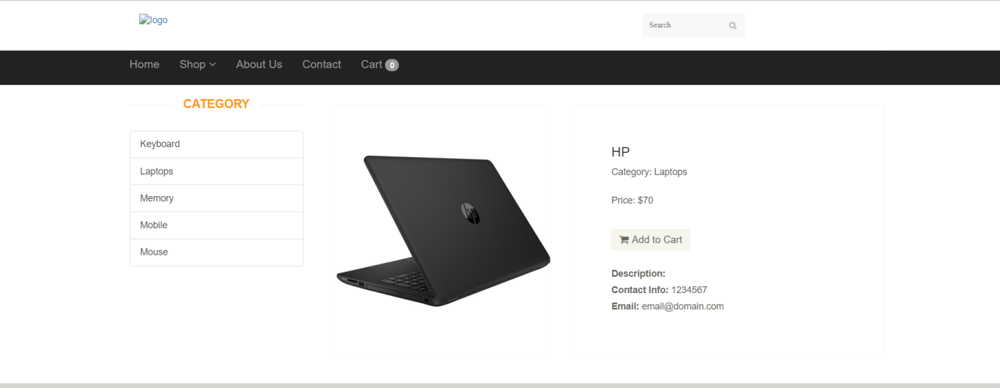 logo
Search
Home Shop About Us Contact Cart 0
CATEGORY
Keyboard
Laptops
Memory
Mobile
Mouse
hp
HP
Category: Laptops
Price: $70
Add to Cart
Description:
Contact Info: 1234567
Email: email@domain.com